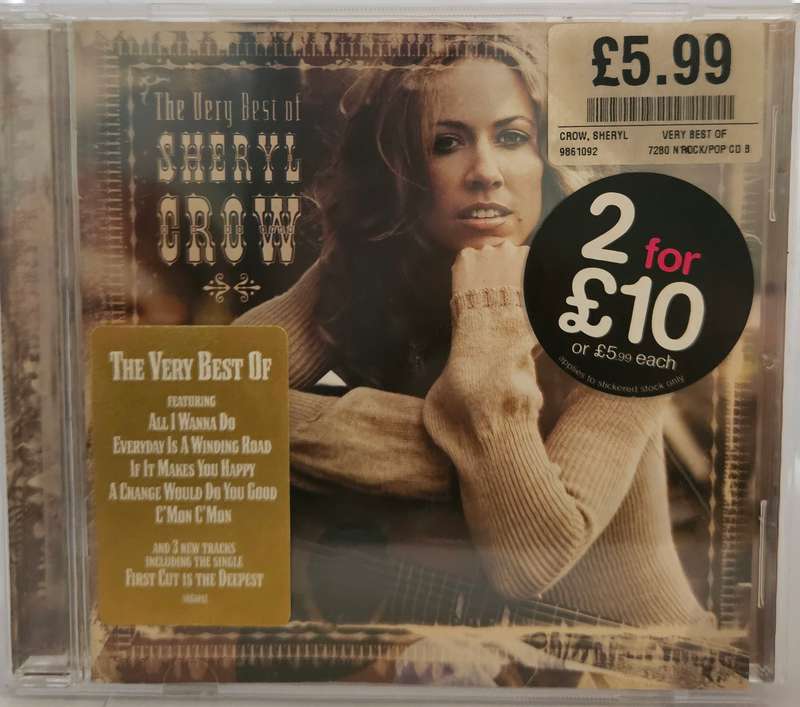 The Very Best of
SHERYL
CROW
£5.99
CROW, SHERYL VERY BEST OF
9861092 7280 N ROCK/POP CD B
2 for
£10
or £5.99 each
applies to stickered stock only
THE VERY BEST OF
FEATURING
ALL I WANNA DO
EVERYDAY IS A WINDING ROAD
IF IT MAKES YOU HAPPY
A CHANGE WOULD DO YOU GOOD
C'MON C'MON
AND 3 NEW TRACKS
INCLUDING THE SINGLE
FIRST CUT IS THE DEEPEST